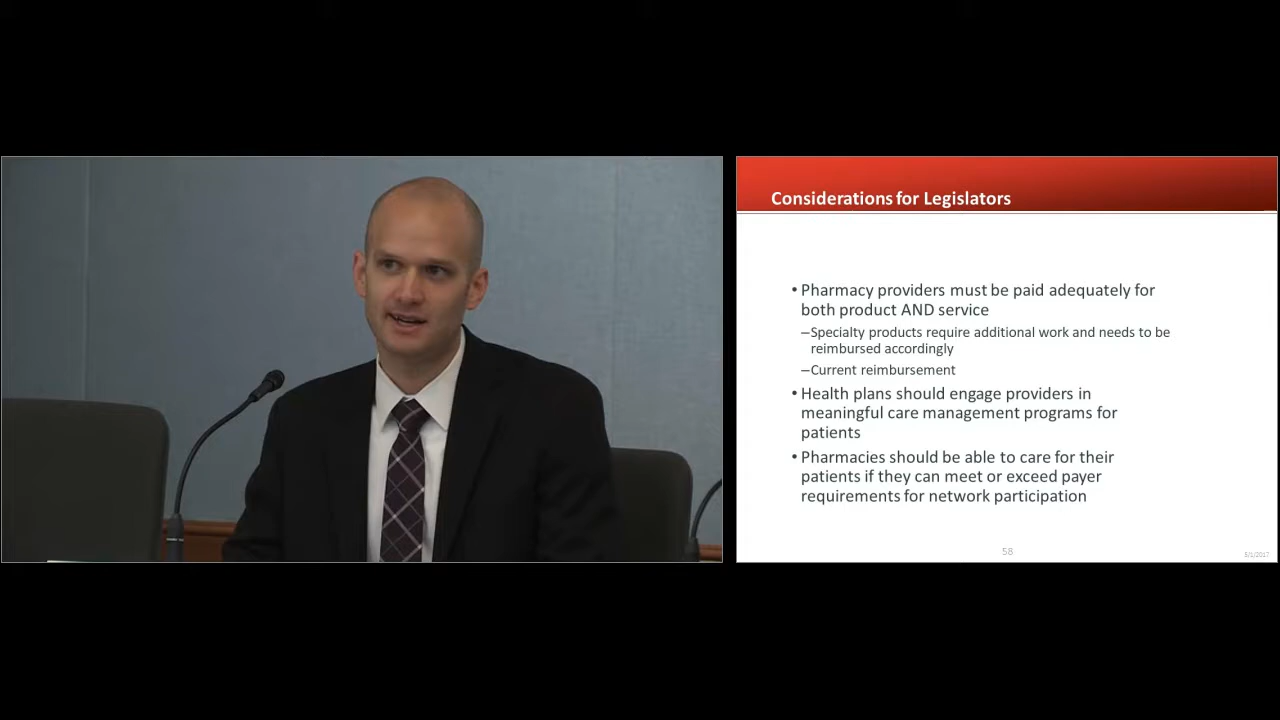 Considerations for Legislators
• Pharmacy providers must be paid adequately for
both product AND service
–Specialty products require additional work and needs to be
reimbursed accordingly
–Current reimbursement
• Health plans should engage providers in
meaningful care management programs for
patients
• Pharmacies should be able to care for their
patients if they can meet or exceed payer
requirements for network participation
58
5/1/2017